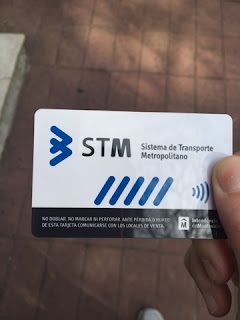 STM Sistema de Transporte
Metropolitano
NO DOBLAR, NO MARCAR NI PERFORAR. ANTE PÉRDIDA O HURTO
DE ESTA TARJETA COMUNICARSE CON LOS LOCALES DE VENTA.